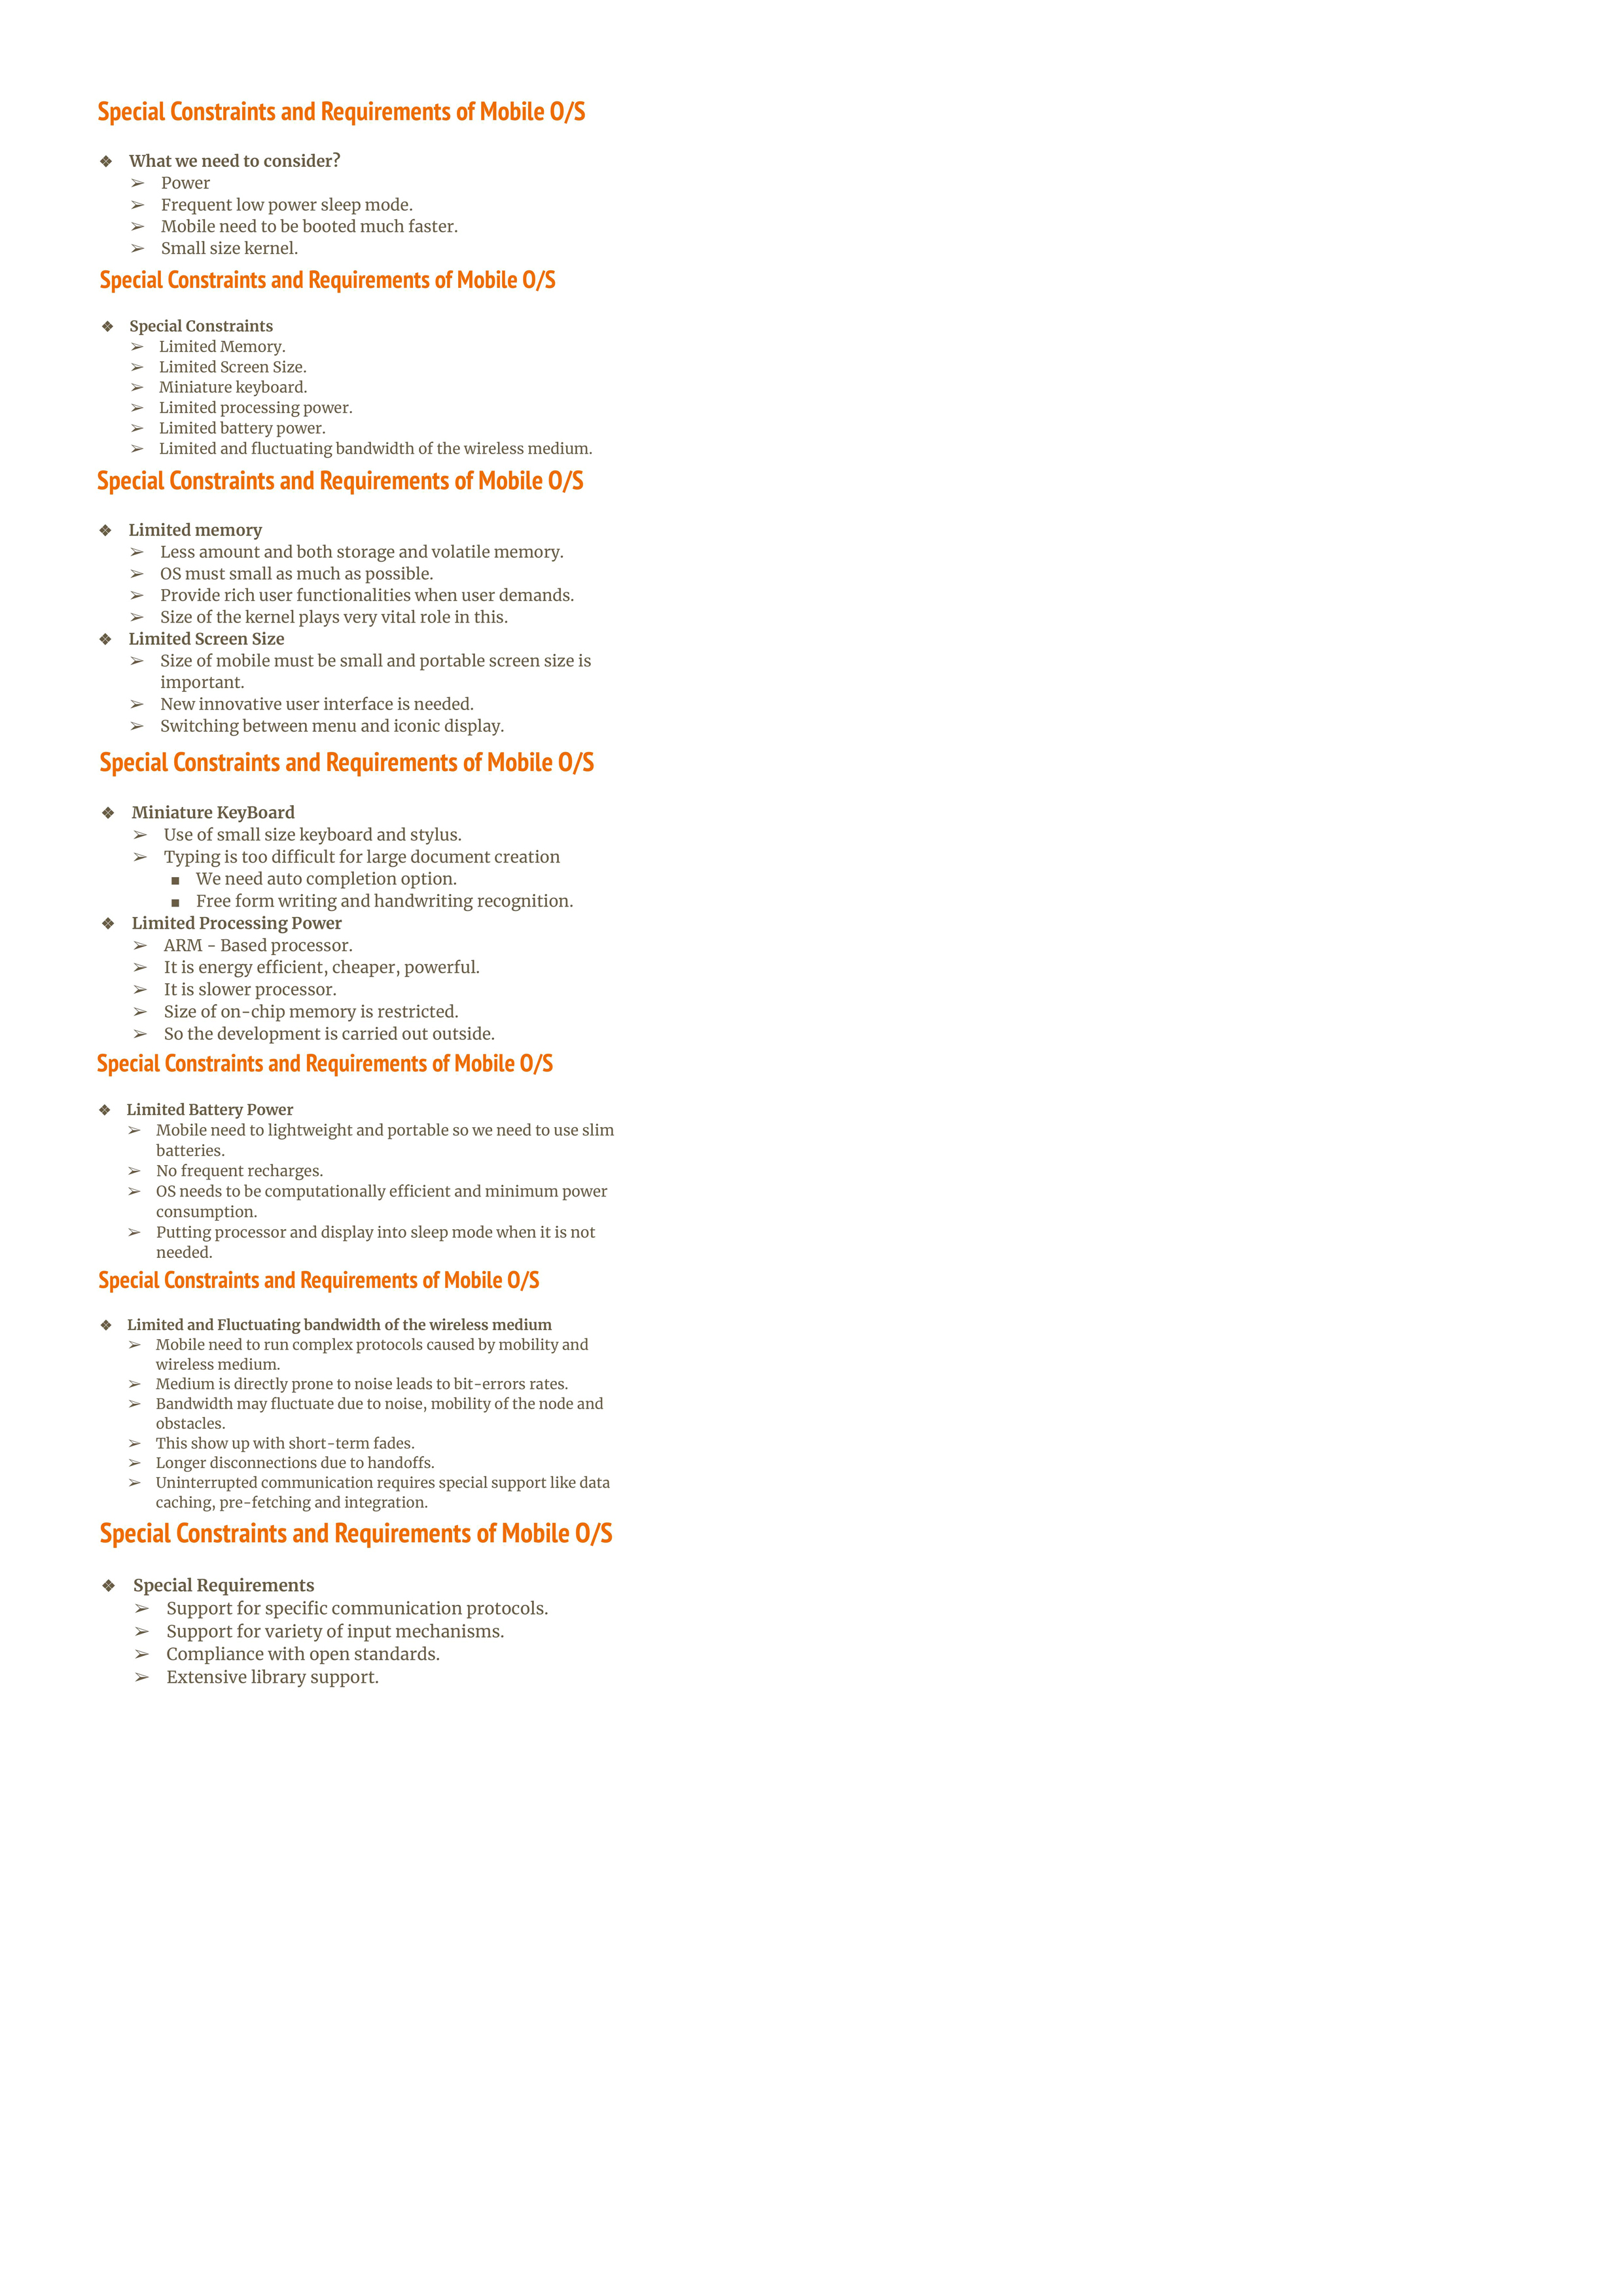 Special Constraints and Requirements of Mobile O/S
❖ What we need to consider?
➢ Power
➢ Frequent low power sleep mode.
➢ Mobile need to be booted much faster.
➢ Small size kernel.
Special Constraints and Requirements of Mobile O/S
❖ Special Constraints
➢ Limited Memory.
➢ Limited Screen Size.
➢ Miniature keyboard.
➢ Limited processing power.
➢ Limited battery power.
➢ Limited and fluctuating bandwidth of the wireless medium.
Special Constraints and Requirements of Mobile O/S
❖ Limited memory
➢ Less amount and both storage and volatile memory.
➢ OS must small as much as possible.
➢ Provide rich user functionalities when user demands.
➢ Size of the kernel plays very vital role in this.
❖ Limited Screen Size
➢ Size of mobile must be small and portable screen size is
important.
➢ New innovative user interface is needed.
➢ Switching between menu and iconic display.
Special Constraints and Requirements of Mobile O/S
❖ Miniature KeyBoard
➢ Use of small size keyboard and stylus.
➢ Typing is too difficult for large document creation
■ We need auto completion option.
■ Free form writing and handwriting recognition.
❖ Limited Processing Power
➢ ARM - Based processor.
➢ It is energy efficient, cheaper, powerful.
➢ It is slower processor.
➢ Size of on-chip memory is restricted.
➢ So the development is carried out outside.
Special Constraints and Requirements of Mobile O/S
❖ Limited Battery Power
➢ Mobile need to lightweight and portable so we need to use slim
batteries.
➢ No frequent recharges.
➢ OS needs to be computationally efficient and minimum power
consumption.
➢ Putting processor and display into sleep mode when it is not
needed.
Special Constraints and Requirements of Mobile O/S
❖ Limited and Fluctuating bandwidth of the wireless medium
➢ Mobile need to run complex protocols caused by mobility and
wireless medium.
➢ Medium is directly prone to noise leads to bit-errors rates.
➢ Bandwidth may fluctuate due to noise, mobility of the node and
obstacles.
➢ This show up with short-term fades.
➢ Longer disconnections due to handoffs.
➢ Uninterrupted communication requires special support like data
caching, pre-fetching and integration.
Special Constraints and Requirements of Mobile O/S
❖ Special Requirements
➢ Support for specific communication protocols.
➢ Support for variety of input mechanisms.
➢ Compliance with open standards.
➢ Extensive library support.